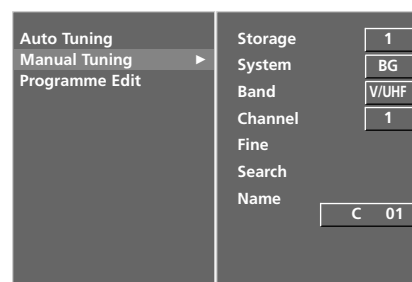 Auto Tuning
Manual Tuning ►
Programme Edit
Storage 1
System BG
Band V/UHF
Channel 1
Fine
Search
Name
C 01